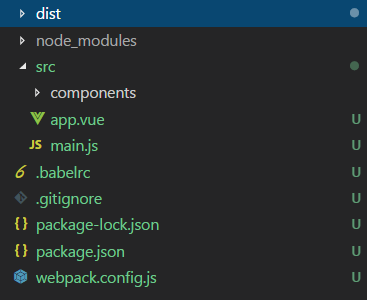 dist
node_modules
src
components
app.vue U
JS main.js U
6 .babelrc U
.gitignore U
{ } package-lock.json U
{ } package.json U
webpack.config.js U